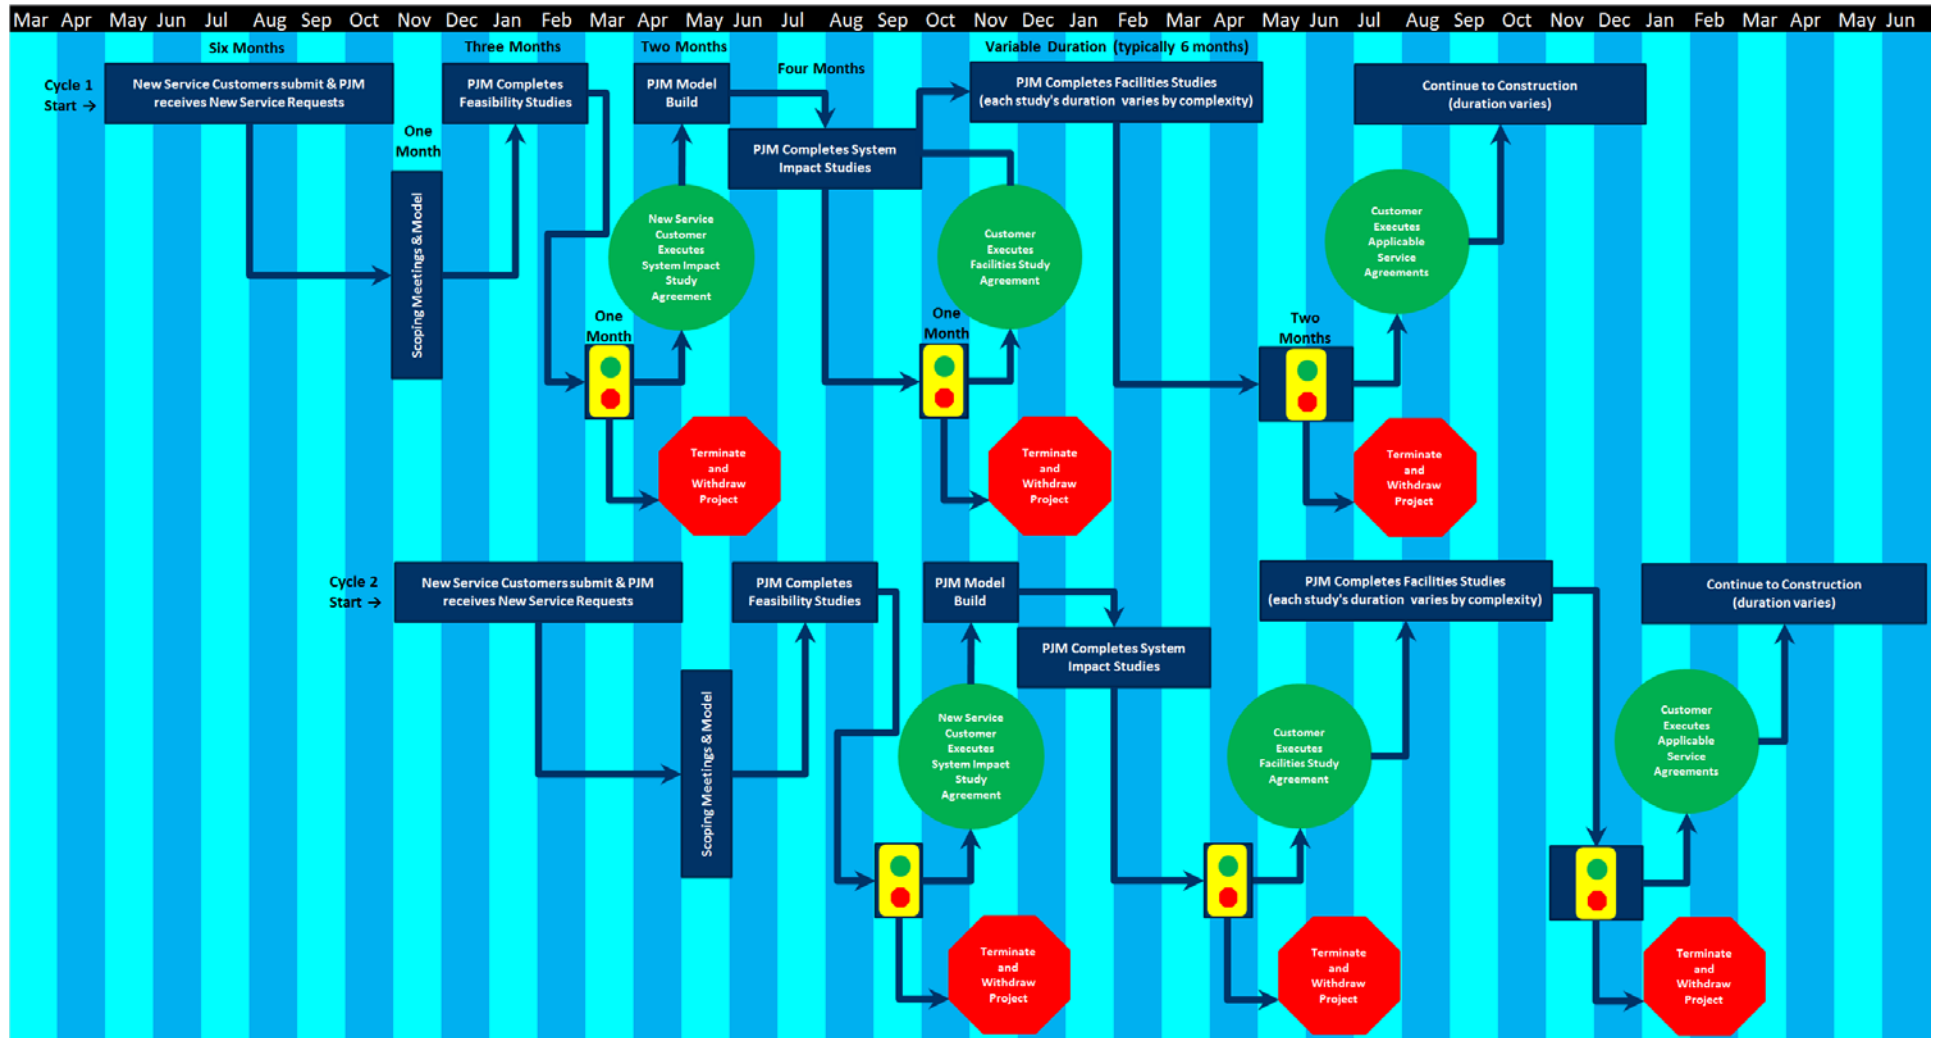 Mar Apr May Jun Jul Aug Sep Oct Nov Dec Jan Feb Mar Apr May Jun Jul Aug Sep Oct Nov Dec Jan Feb Mar Apr May Jun Jul Aug Sep Oct Nov Dec Jan Feb Mar Apr May Jun
Six Months
Three Months
Two Months
Four Months
Variable Duration (typically 6 months)
Cycle 1
Start →
New Service Customers submit & PJM
receives New Service Requests
One
Month
Scoping Meetings & Model
PJM Completes
Feasibility Studies
One
Month
New Service
Customer
Executes
System Impact
Study
Agreement
Terminate
and
Withdraw
Project
PJM Model
Build
PJM Completes System
Impact Studies
One
Month
Customer
Executes
Facilities Study
Agreement
Terminate
and
Withdraw
Project
PJM Completes Facilities Studies
(each study's duration varies by complexity)
Two
Months
Customer
Executes
Applicable
Service
Agreements
Terminate
and
Withdraw
Project
Continue to Construction
(duration varies)
Cycle 2
Start →
New Service Customers submit & PJM
receives New Service Requests
Scoping Meetings & Model
PJM Completes
Feasibility Studies
New Service
Customer
Executes
System Impact
Study
Agreement
Terminate
and
Withdraw
Project
PJM Model
Build
PJM Completes System
Impact Studies
Customer
Executes
Facilities Study
Agreement
Terminate
and
Withdraw
Project
PJM Completes Facilities Studies
(each study's duration varies by complexity)
Customer
Executes
Applicable
Service
Agreements
Terminate
and
Withdraw
Project
Continue to Construction
(duration varies)